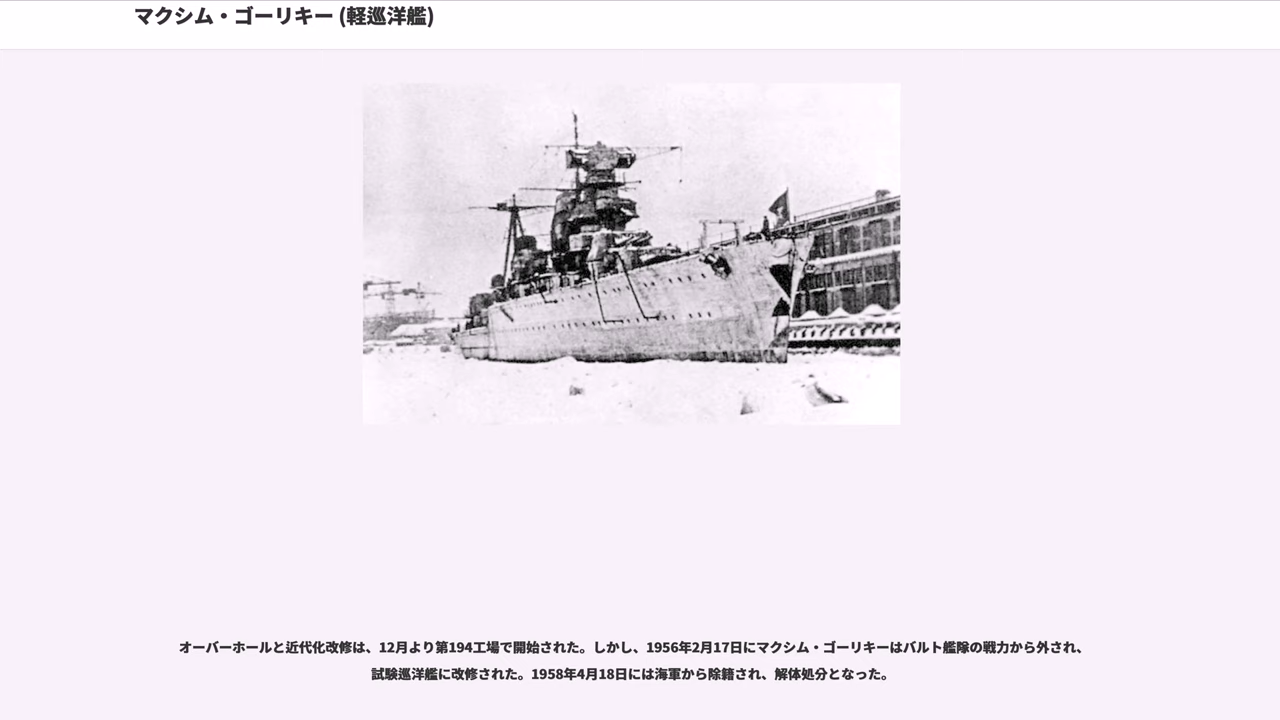 マクシム・ゴーリキー (軽巡洋艦)
オーバーホールと近代化改修は、12月より第194工場で開始された。しかし、1956年2月17日にマクシム・ゴーリキーはバルト艦隊の戦力から外され、
試験巡洋艦に改修された。1958年4月18日には海軍から除籍され、解体処分となった。